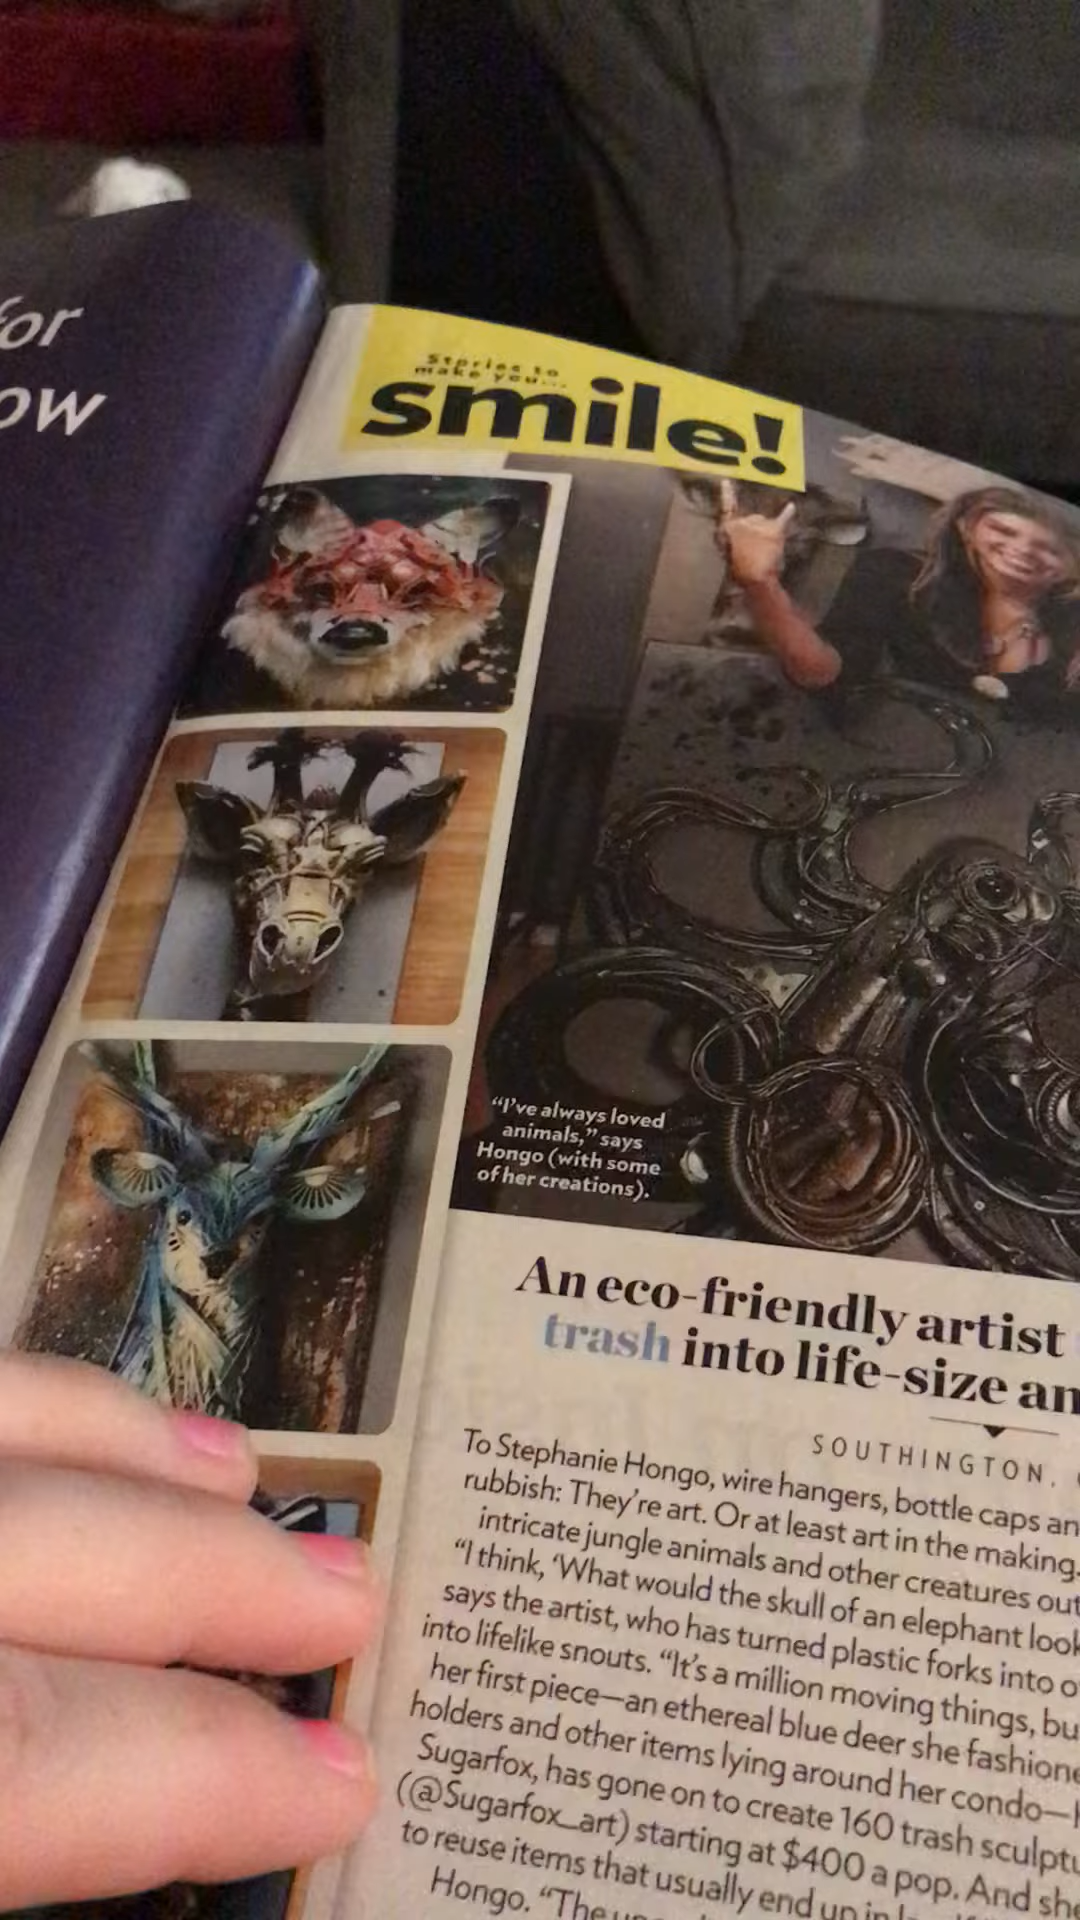 for
ow
Stories to
make you...
smile!
"I've always loved
animals," says
Hongo (with some
of her creations).
An eco-friendly artist
trash into life-size an
SOUTHINGTON,
To Stephanie Hongo, wire hangers, bottle caps an
rubbish: They're art. Or at least art in the making.
intricate jungle animals and other creatures out
"I think, 'What would the skull of an elephant look
says the artist, who has turned plastic forks into o
into lifelike snouts. "It's a million moving things, bu
her first piece—an ethereal blue deer she fashione
holders and other items lying around her condo—
Sugarfox, has gone on to create 160 trash sculptu
(@Sugarfox_art) starting at $400 a pop. And she
to reuse items that usually end up in
Hongo. "The